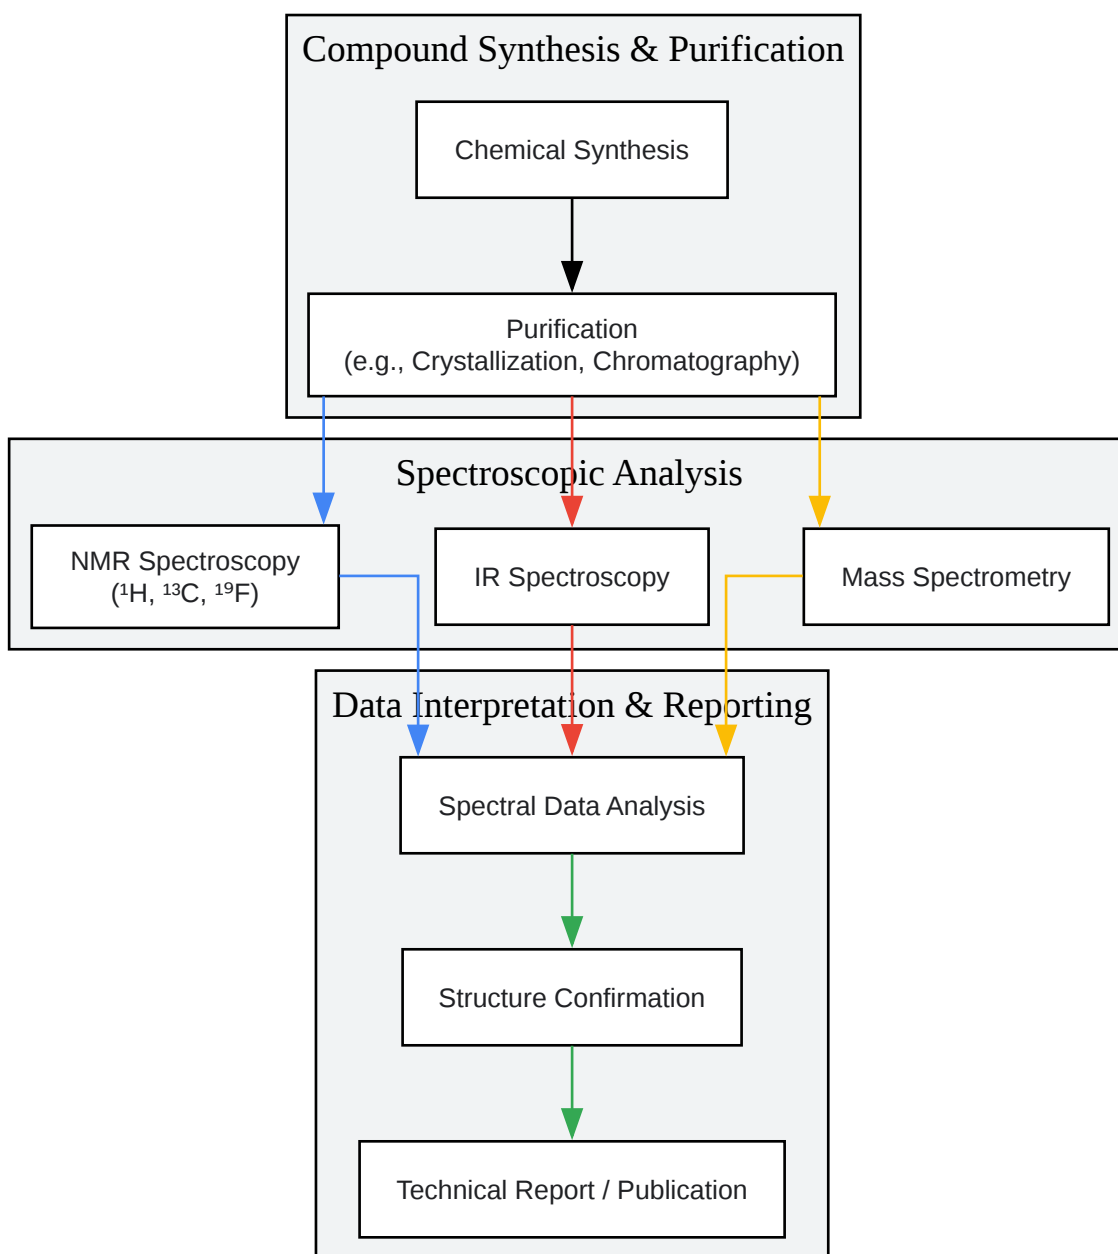 Compound Synthesis & Purification
Chemical Synthesis
Purification
(e.g., Crystallization, Chromatography)
Spectroscopic Analysis
NMR Spectroscopy
(¹H, ¹³C, ¹⁹F)
IR Spectroscopy
Mass Spectrometry
Data Interpretation & Reporting
Spectral Data Analysis
Structure Confirmation
Technical Report / Publication